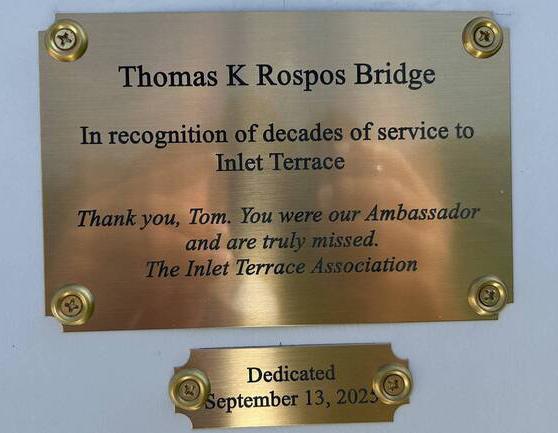 Thomas K Rospos Bridge
In recognition of decades of service to
Inlet Terrace
Thank you, Tom. You were our Ambassador
and are truly missed.
The Inlet Terrace Association
Dedicated
September 13, 2025